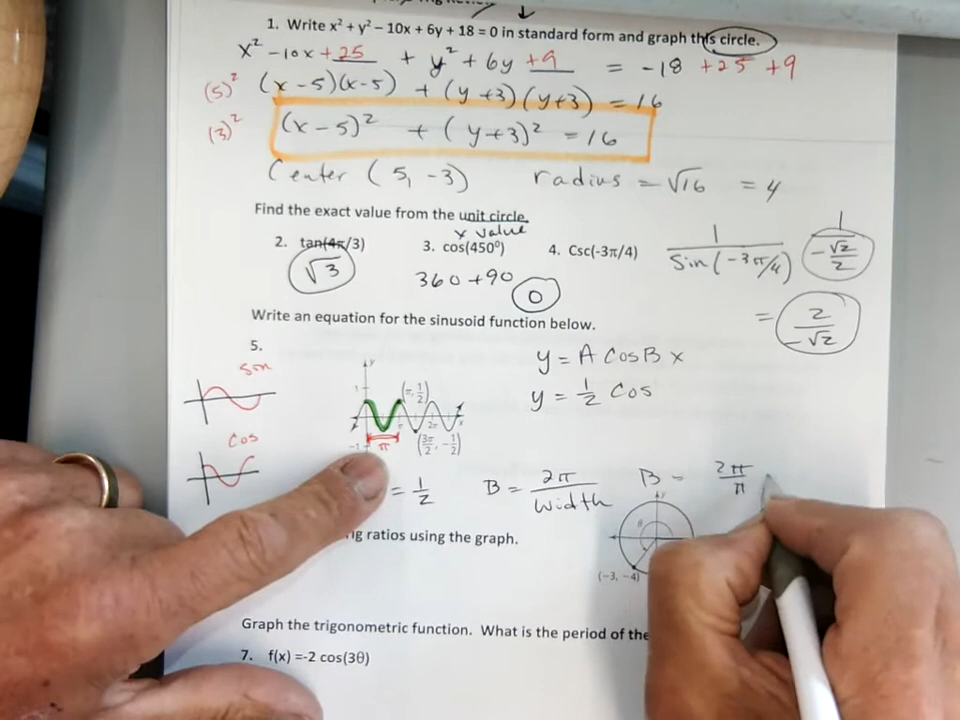 1. Write x² + y² – 10x + 6y + 18 = 0 in standard form and graph this circle.
x² – 10x + 25 + y² + 6y + 9 = -18 + 25 + 9
(5)² (x – 5)(x – 5) + (y + 3)(y + 3) = 16
(3)² (x – 5)² + (y + 3)² = 16
Center (5, -3) radius = √16 = 4
Find the exact value from the unit circle.
x value
2. tan(4π/3) 3. cos(450°) 4. Csc(-3π/4) 1/Sin(-3π/4) 1/(-√2/2)
√3 360 + 90 0
= 2/-√2
Write an equation for the sinusoid function below.
5.
y = A Cos B x
y = 1/2 Cos
Sin
Cos
y
1
(π, 1/2)
π 2π x
(3π/2, -1/2)
-1
π
= 1/2 B = 2π/Width B = 2π/π
ratios using the graph.
y
θ
(-3, -4)
Graph the trigonometric function. What is the period of the
7. f(x) =-2 cos(3θ)